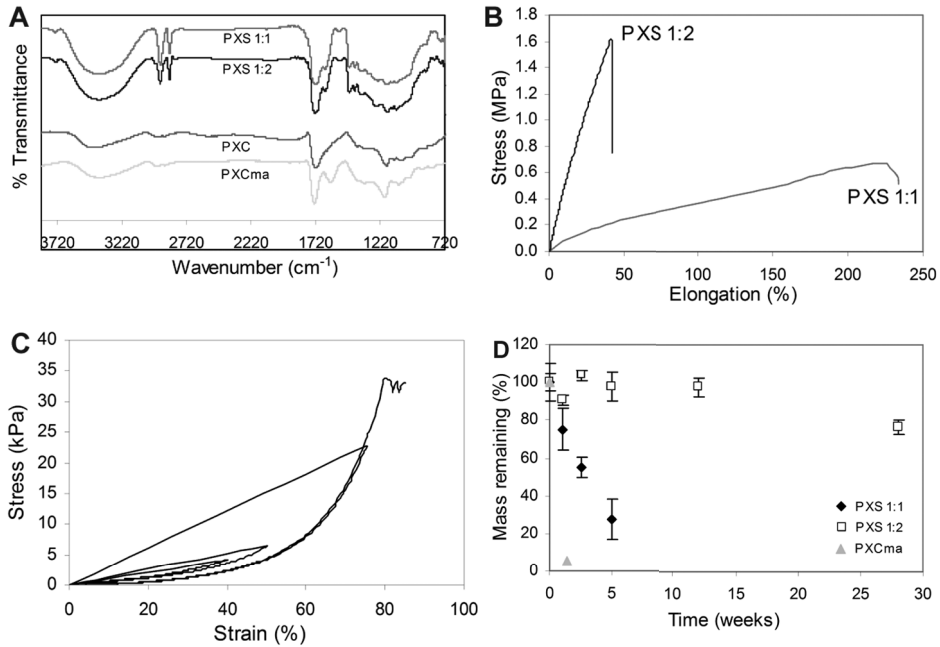 A
% Transmittance
PXS 1:1
PXS 1:2
PXC
PXCma
3720 3220 2720 2220 1720 1220 720
Wavenumber (cm⁻¹)
B
Stress (MPa)
1.8
1.6
1.4
1.2
1.0
0.8
0.6
0.4
0.2
0.0
PXS 1:2
PXS 1:1
0 50 100 150 200 250
Elongation (%)
C
Stress (kPa)
40
35
30
25
20
15
10
5
0
0 20 40 60 80 100
Strain (%)
D
Mass remaining (%)
120
100
80
60
40
20
0
PXS 1:1
PXS 1:2
PXCma
0 5 10 15 20 25 30
Time (weeks)